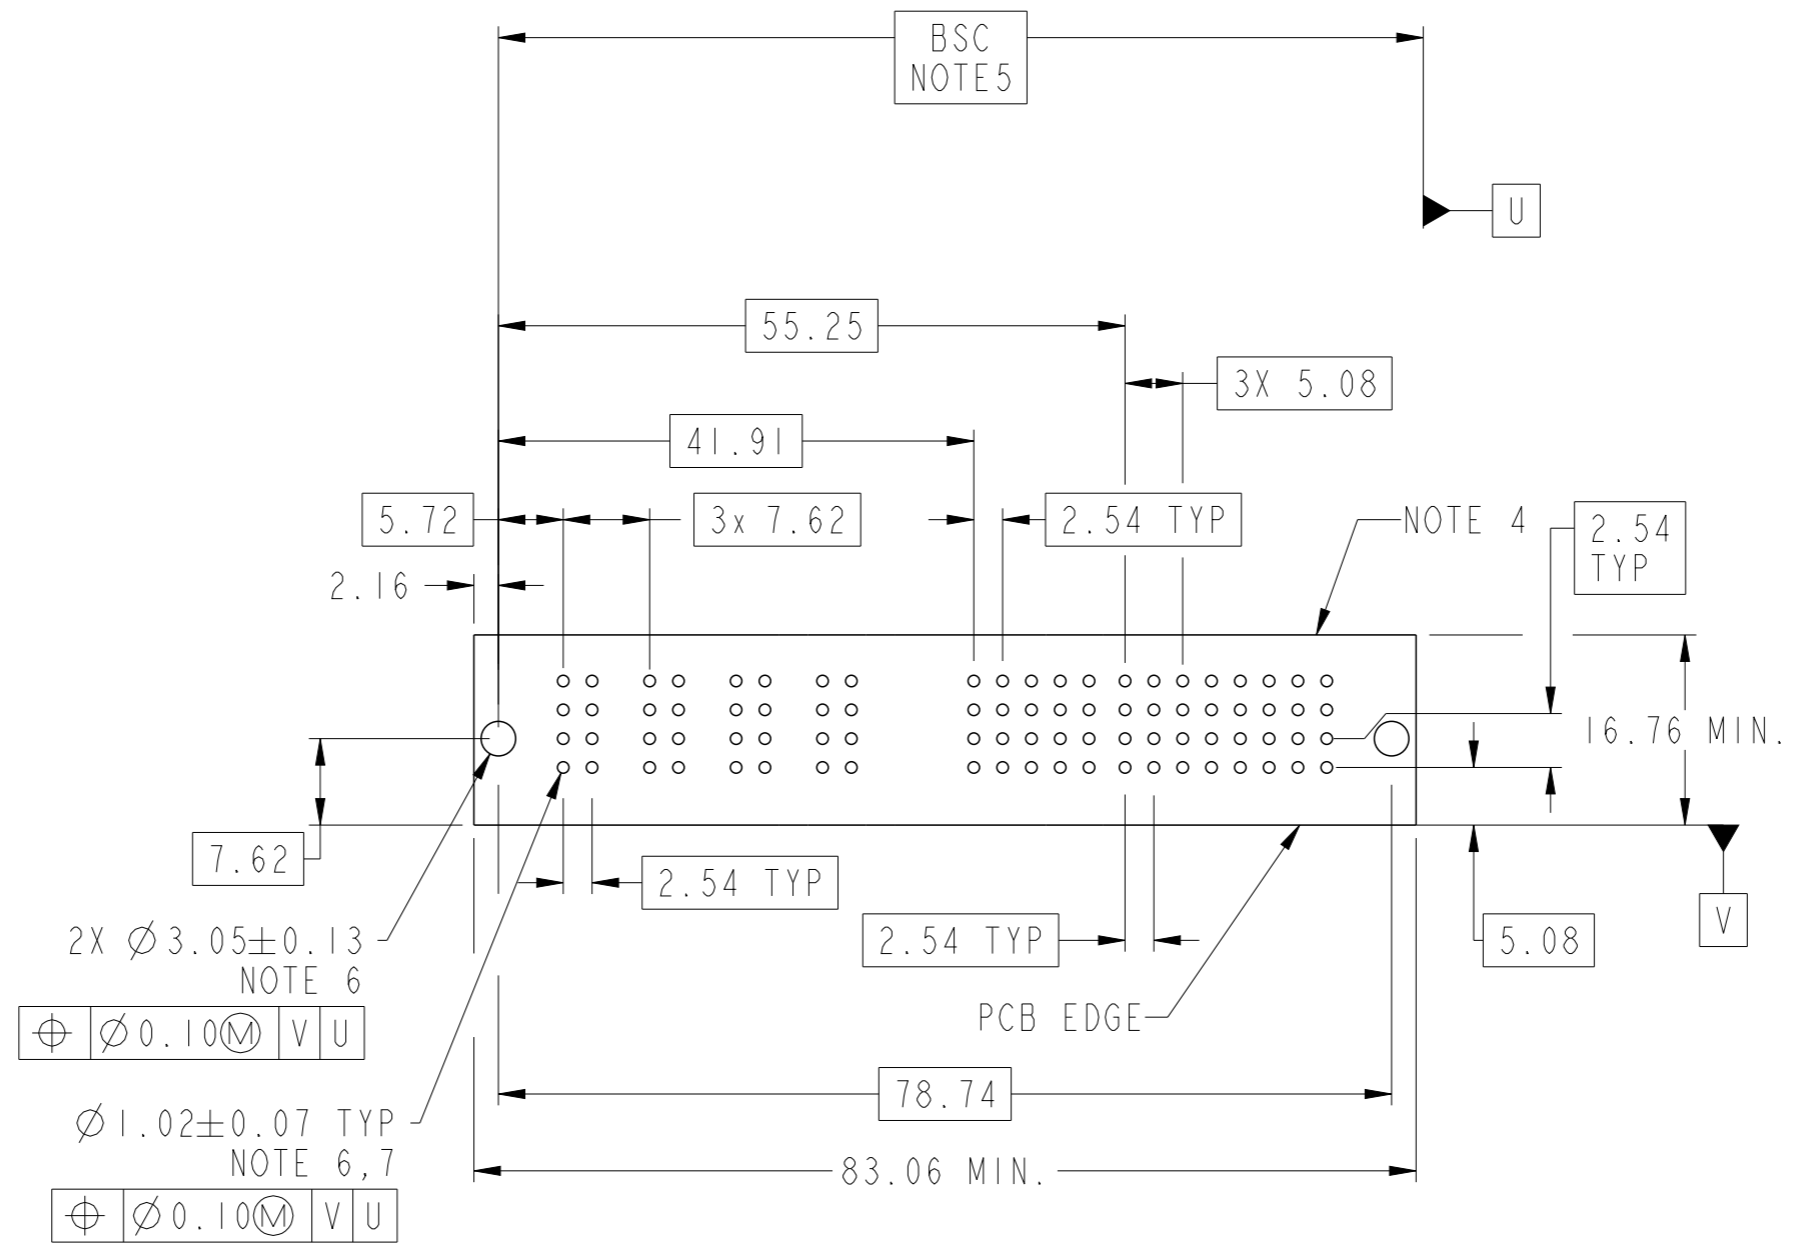 BSC
NOTE5
U
55.25
3X 5.08
41.91
5.72
3x 7.62
2.54 TYP
NOTE 4
2.54
TYP
2.16
16.76 MIN.
7.62
2.54 TYP
2.54 TYP
5.08
V
2X Ø3.05±0.13
NOTE 6
⌖ Ø0.10Ⓜ V U
PCB EDGE
78.74
Ø1.02±0.07 TYP
NOTE 6,7
83.06 MIN.
⌖ Ø0.10Ⓜ V U